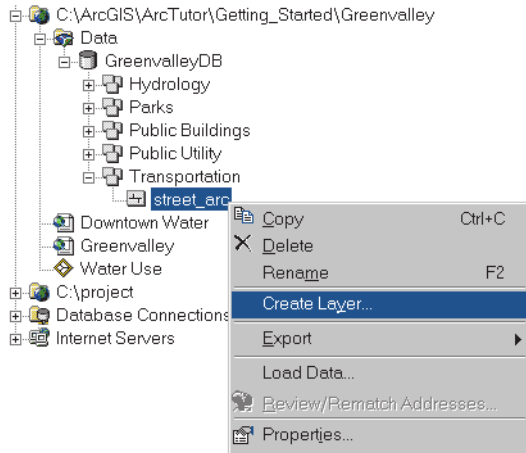 C:\ArcGIS\ArcTutor\Getting_Started\Greenvalley
Data
GreenvalleyDB
Hydrology
Parks
Public Buildings
Public Utility
Transportation
street_arc
Downtown Water
Greenvalley
Water Use
C:\project
Database Connections
Internet Servers
Copy Ctrl+C
Delete
Rename F2
Create Layer...
Export
Load Data...
Review/Rematch Addresses...
Properties...